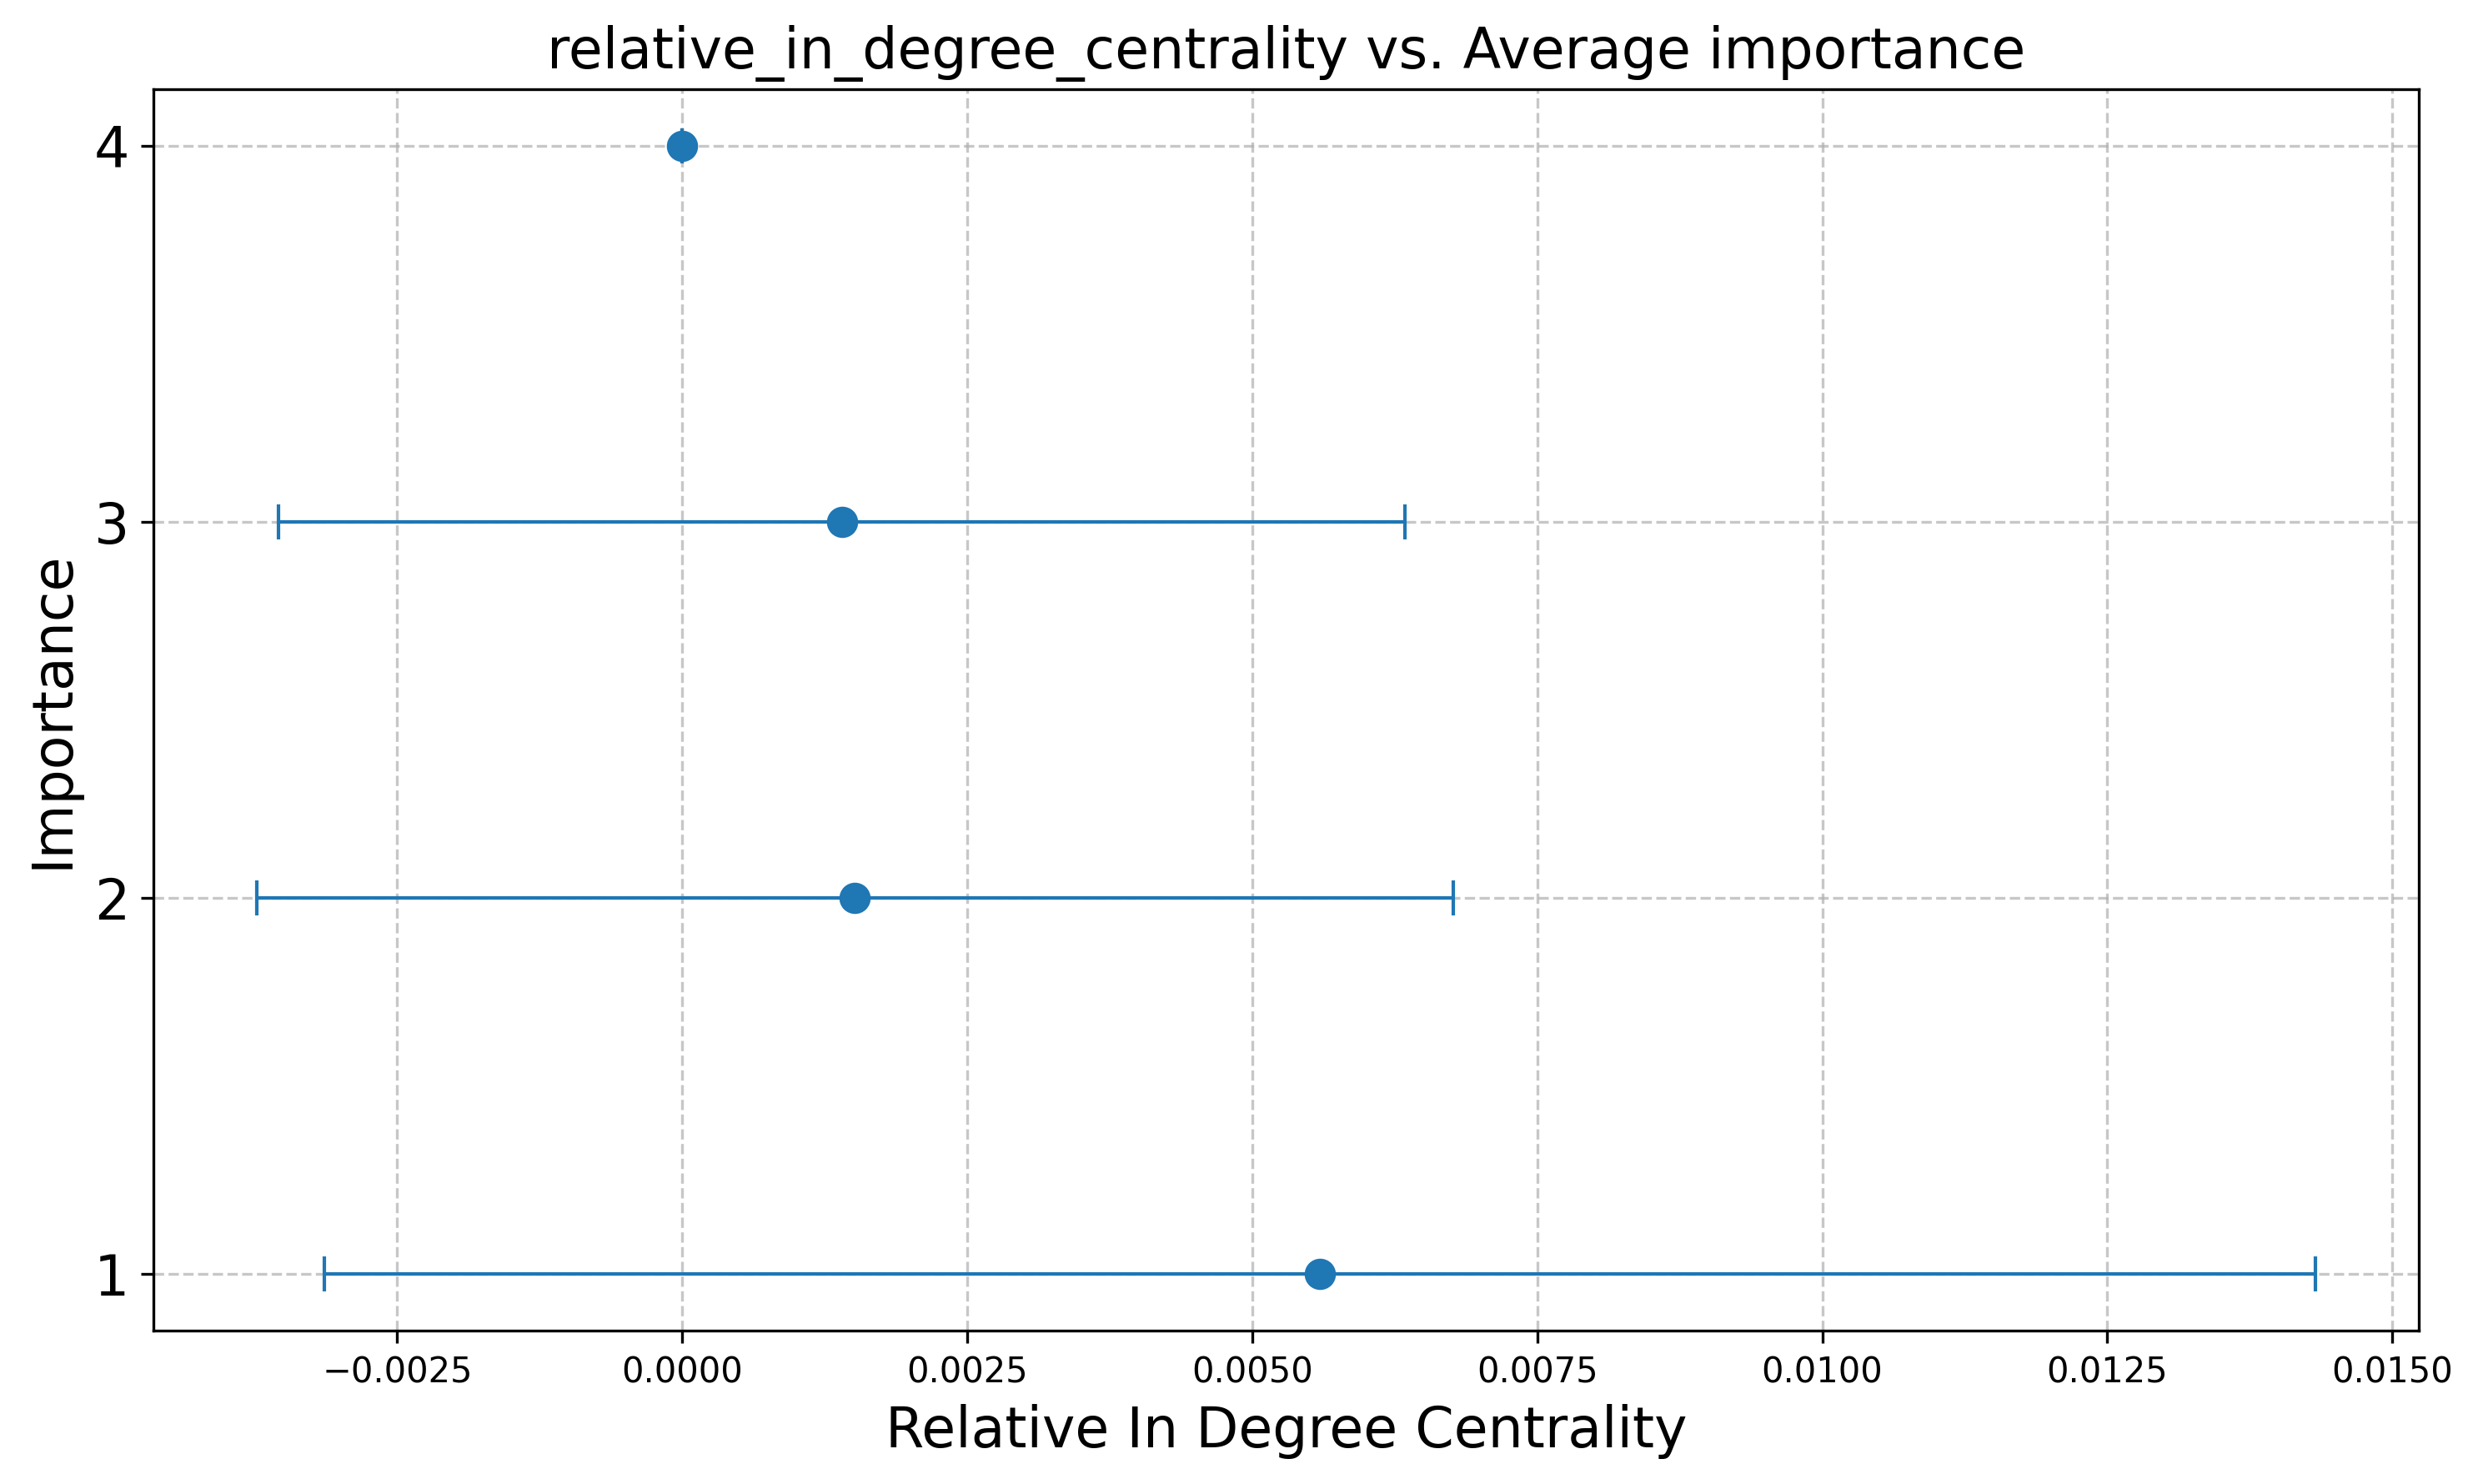 relative_in_degree_centrality vs. Average importance
4
3
2
1
Importance
−0.0025 0.0000 0.0025 0.0050 0.0075 0.0100 0.0125 0.0150
Relative In Degree Centrality